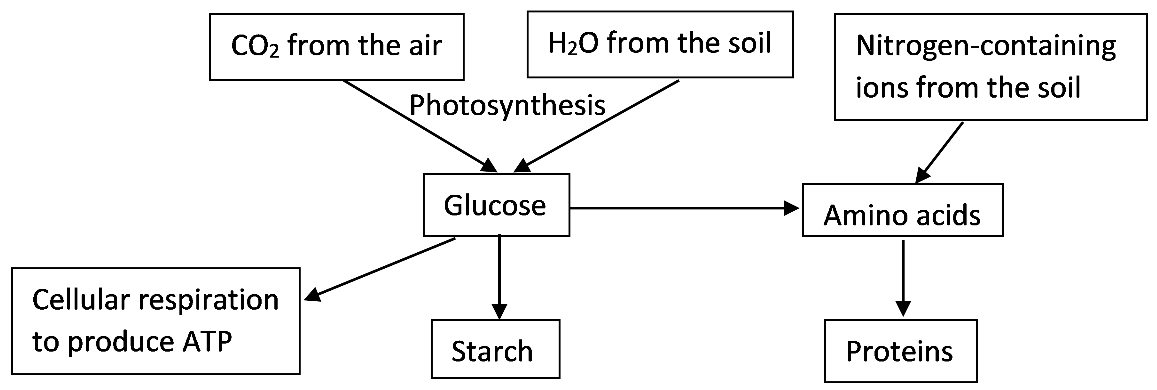 CO₂ from the air
H₂O from the soil
Nitrogen-containing
ions from the soil
Photosynthesis
Glucose
Amino acids
Cellular respiration
to produce ATP
Starch
Proteins